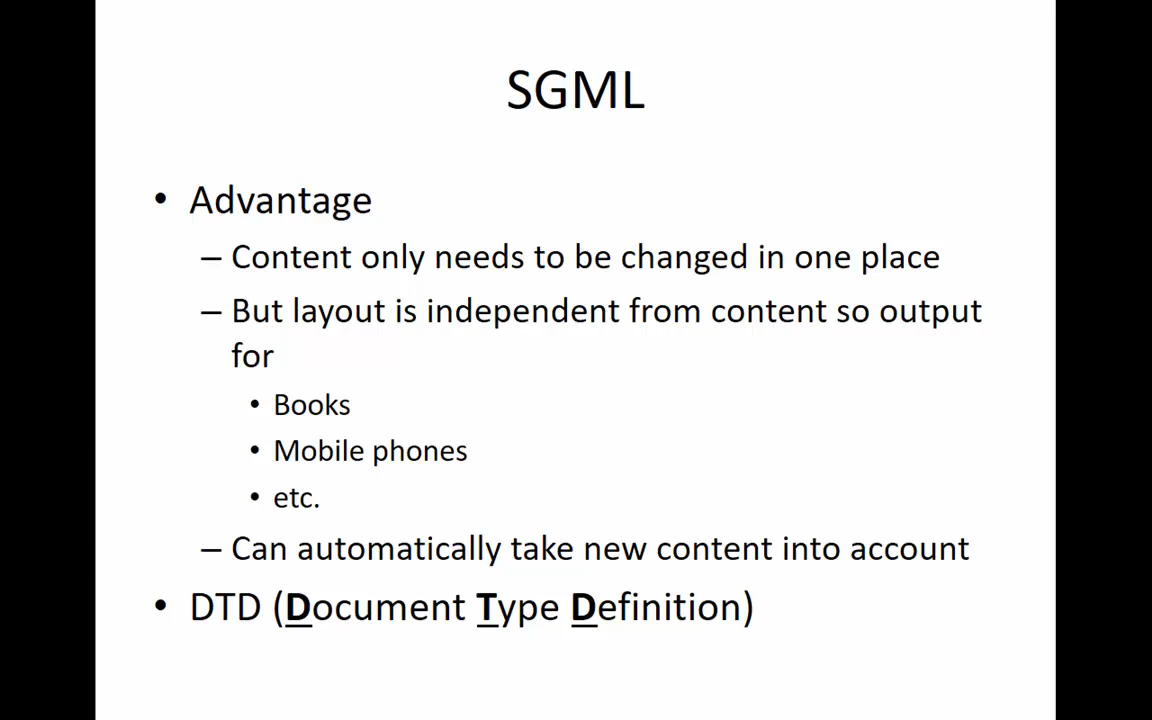 SGML
• Advantage
– Content only needs to be changed in one place
– But layout is independent from content so output
for
• Books
• Mobile phones
• etc.
– Can automatically take new content into account
• DTD (Document Type Definition)